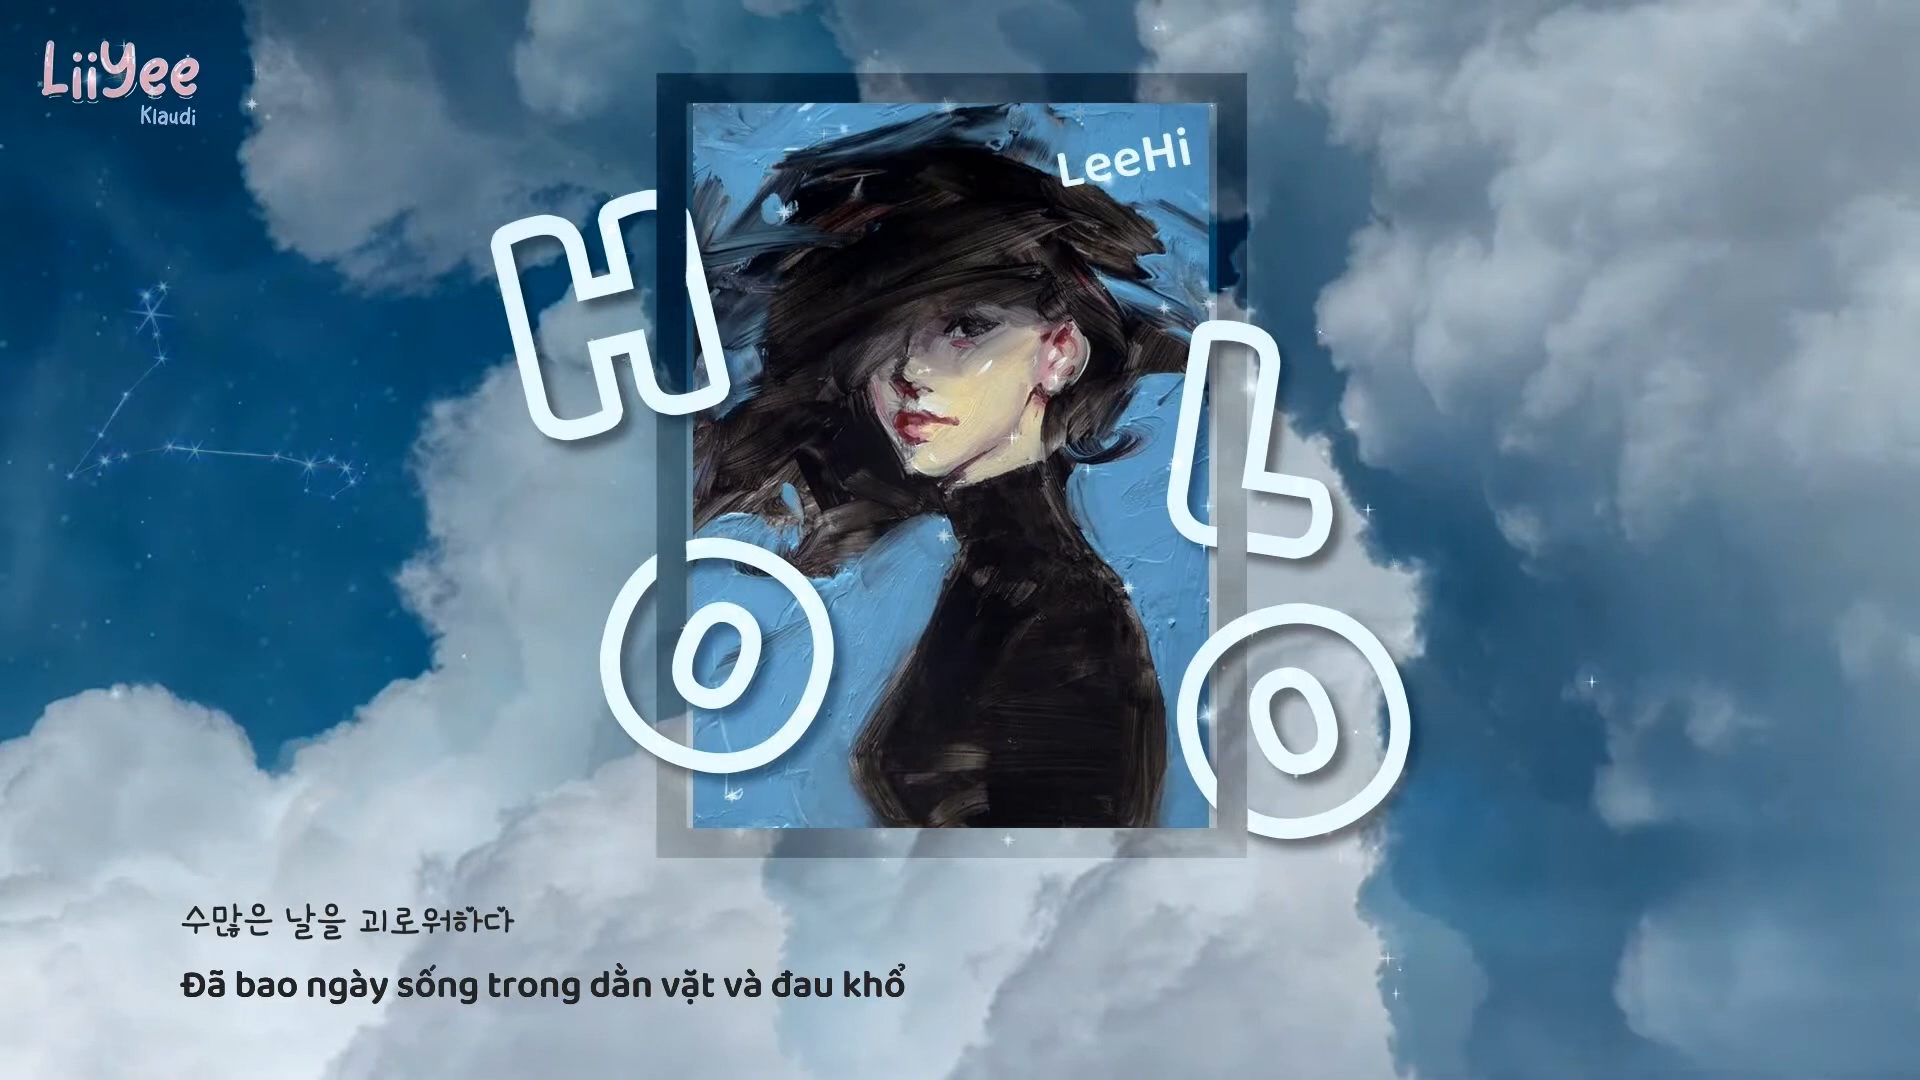 LiiYee
Klaudi
LeeHi
H
O
L
O
수많은 날을 괴로워하다
Đã bao ngày sống trong dằn vặt và đau khổ